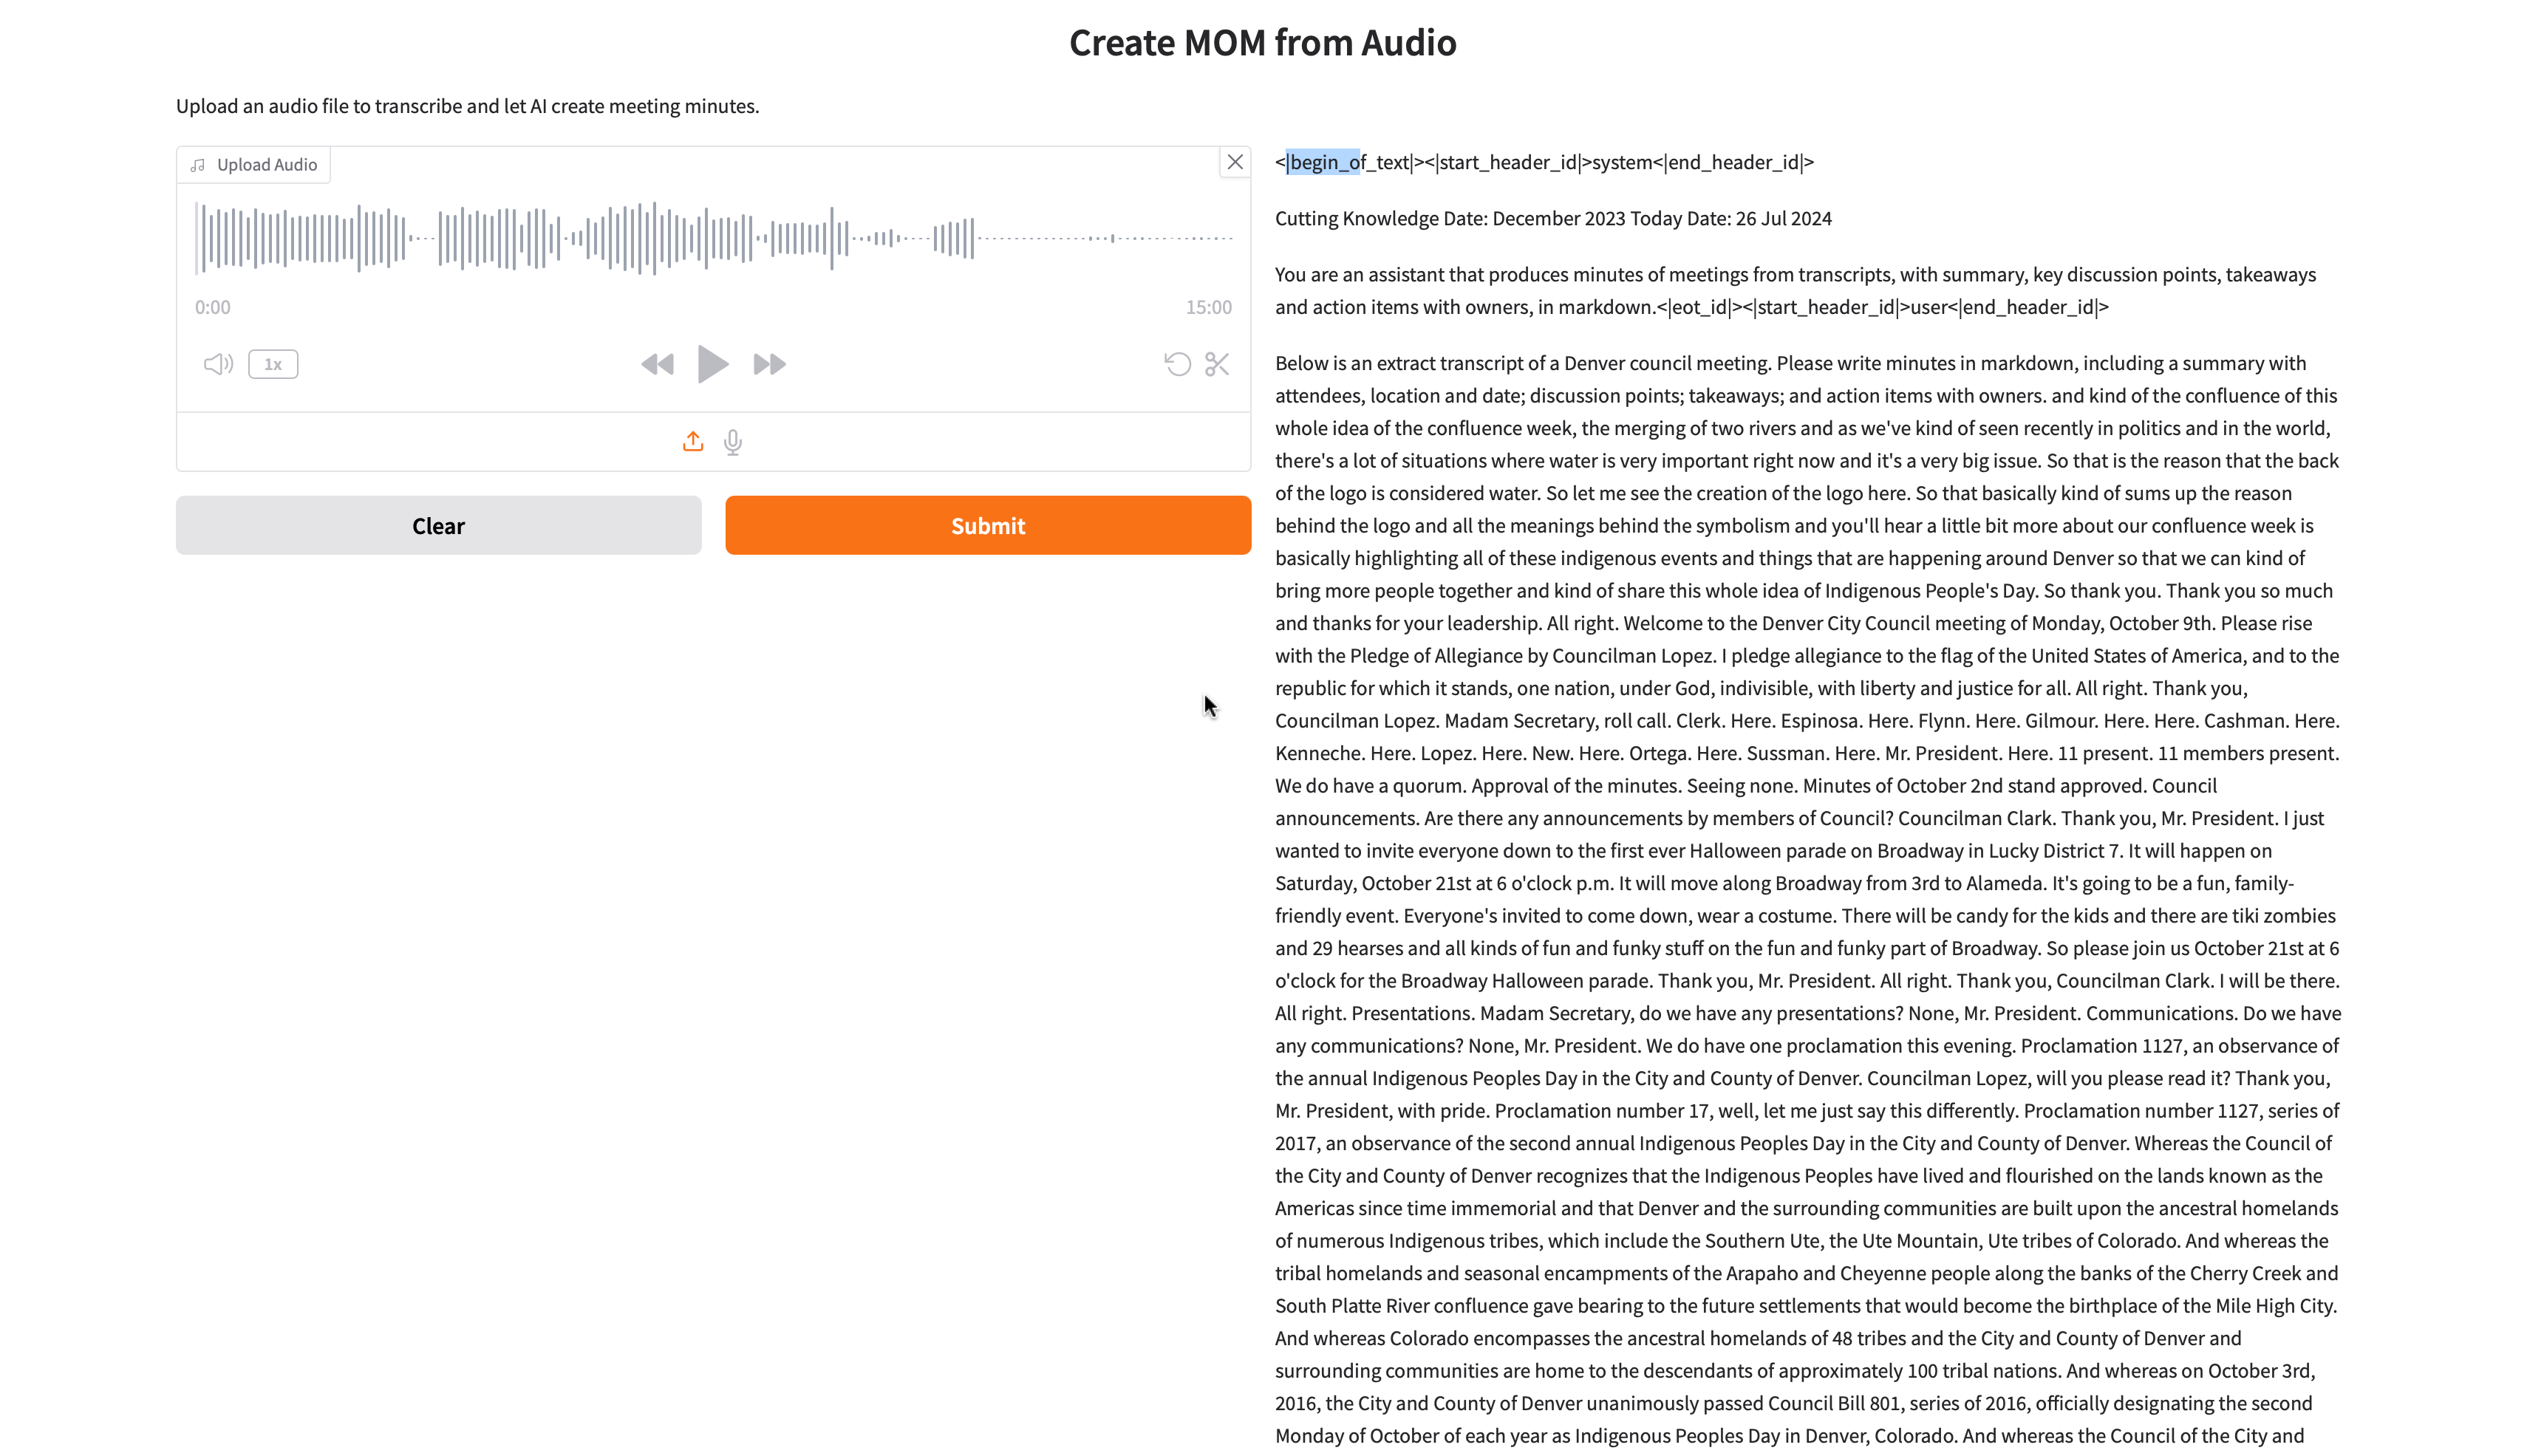 Create MOM from Audio
Upload an audio file to transcribe and let AI create meeting minutes.
Upload Audio
0:00
15:00
1x
Clear
Submit
<|begin_of_text|><|start_header_id|>system<|end_header_id|>
Cutting Knowledge Date: December 2023 Today Date: 26 Jul 2024
You are an assistant that produces minutes of meetings from transcripts, with summary, key discussion points, takeaways
and action items with owners, in markdown.<|eot_id|><|start_header_id|>user<|end_header_id|>
Below is an extract transcript of a Denver council meeting. Please write minutes in markdown, including a summary with
attendees, location and date; discussion points; takeaways; and action items with owners. and kind of the confluence of this
whole idea of the confluence week, the merging of two rivers and as we've kind of seen recently in politics and in the world,
there's a lot of situations where water is very important right now and it's a very big issue. So that is the reason that the back
of the logo is considered water. So let me see the creation of the logo here. So that basically kind of sums up the reason
behind the logo and all the meanings behind the symbolism and you'll hear a little bit more about our confluence week is
basically highlighting all of these indigenous events and things that are happening around Denver so that we can kind of
bring more people together and kind of share this whole idea of Indigenous People's Day. So thank you. Thank you so much
and thanks for your leadership. All right. Welcome to the Denver City Council meeting of Monday, October 9th. Please rise
with the Pledge of Allegiance by Councilman Lopez. I pledge allegiance to the flag of the United States of America, and to the
republic for which it stands, one nation, under God, indivisible, with liberty and justice for all. All right. Thank you,
Councilman Lopez. Madam Secretary, roll call. Clerk. Here. Espinosa. Here. Flynn. Here. Gilmour. Here. Here. Cashman. Here.
Kenneche. Here. Lopez. Here. New. Here. Ortega. Here. Sussman. Here. Mr. President. Here. 11 present. 11 members present.
We do have a quorum. Approval of the minutes. Seeing none. Minutes of October 2nd stand approved. Council
announcements. Are there any announcements by members of Council? Councilman Clark. Thank you, Mr. President. I just
wanted to invite everyone down to the first ever Halloween parade on Broadway in Lucky District 7. It will happen on
Saturday, October 21st at 6 o'clock p.m. It will move along Broadway from 3rd to Alameda. It's going to be a fun, family-
friendly event. Everyone's invited to come down, wear a costume. There will be candy for the kids and there are tiki zombies
and 29 hearses and all kinds of fun and funky stuff on the fun and funky part of Broadway. So please join us October 21st at 6
o'clock for the Broadway Halloween parade. Thank you, Mr. President. All right. Thank you, Councilman Clark. I will be there.
All right. Presentations. Madam Secretary, do we have any presentations? None, Mr. President. Communications. Do we have
any communications? None, Mr. President. We do have one proclamation this evening. Proclamation 1127, an observance of
the annual Indigenous Peoples Day in the City and County of Denver. Councilman Lopez, will you please read it? Thank you,
Mr. President, with pride. Proclamation number 17, well, let me just say this differently. Proclamation number 1127, series of
2017, an observance of the second annual Indigenous Peoples Day in the City and County of Denver. Whereas the Council of
the City and County of Denver recognizes that the Indigenous Peoples have lived and flourished on the lands known as the
Americas since time immemorial and that Denver and the surrounding communities are built upon the ancestral homelands
of numerous Indigenous tribes, which include the Southern Ute, the Ute Mountain, Ute tribes of Colorado. And whereas the
tribal homelands and seasonal encampments of the Arapaho and Cheyenne people along the banks of the Cherry Creek and
South Platte River confluence gave bearing to the future settlements that would become the birthplace of the Mile High City.
And whereas Colorado encompasses the ancestral homelands of 48 tribes and the City and County of Denver and
surrounding communities are home to the descendants of approximately 100 tribal nations. And whereas on October 3rd,
2016, the City and County of Denver unanimously passed Council Bill 801, series of 2016, officially designating the second
Monday of October of each year as Indigenous Peoples Day in Denver, Colorado. And whereas the Council of the City and